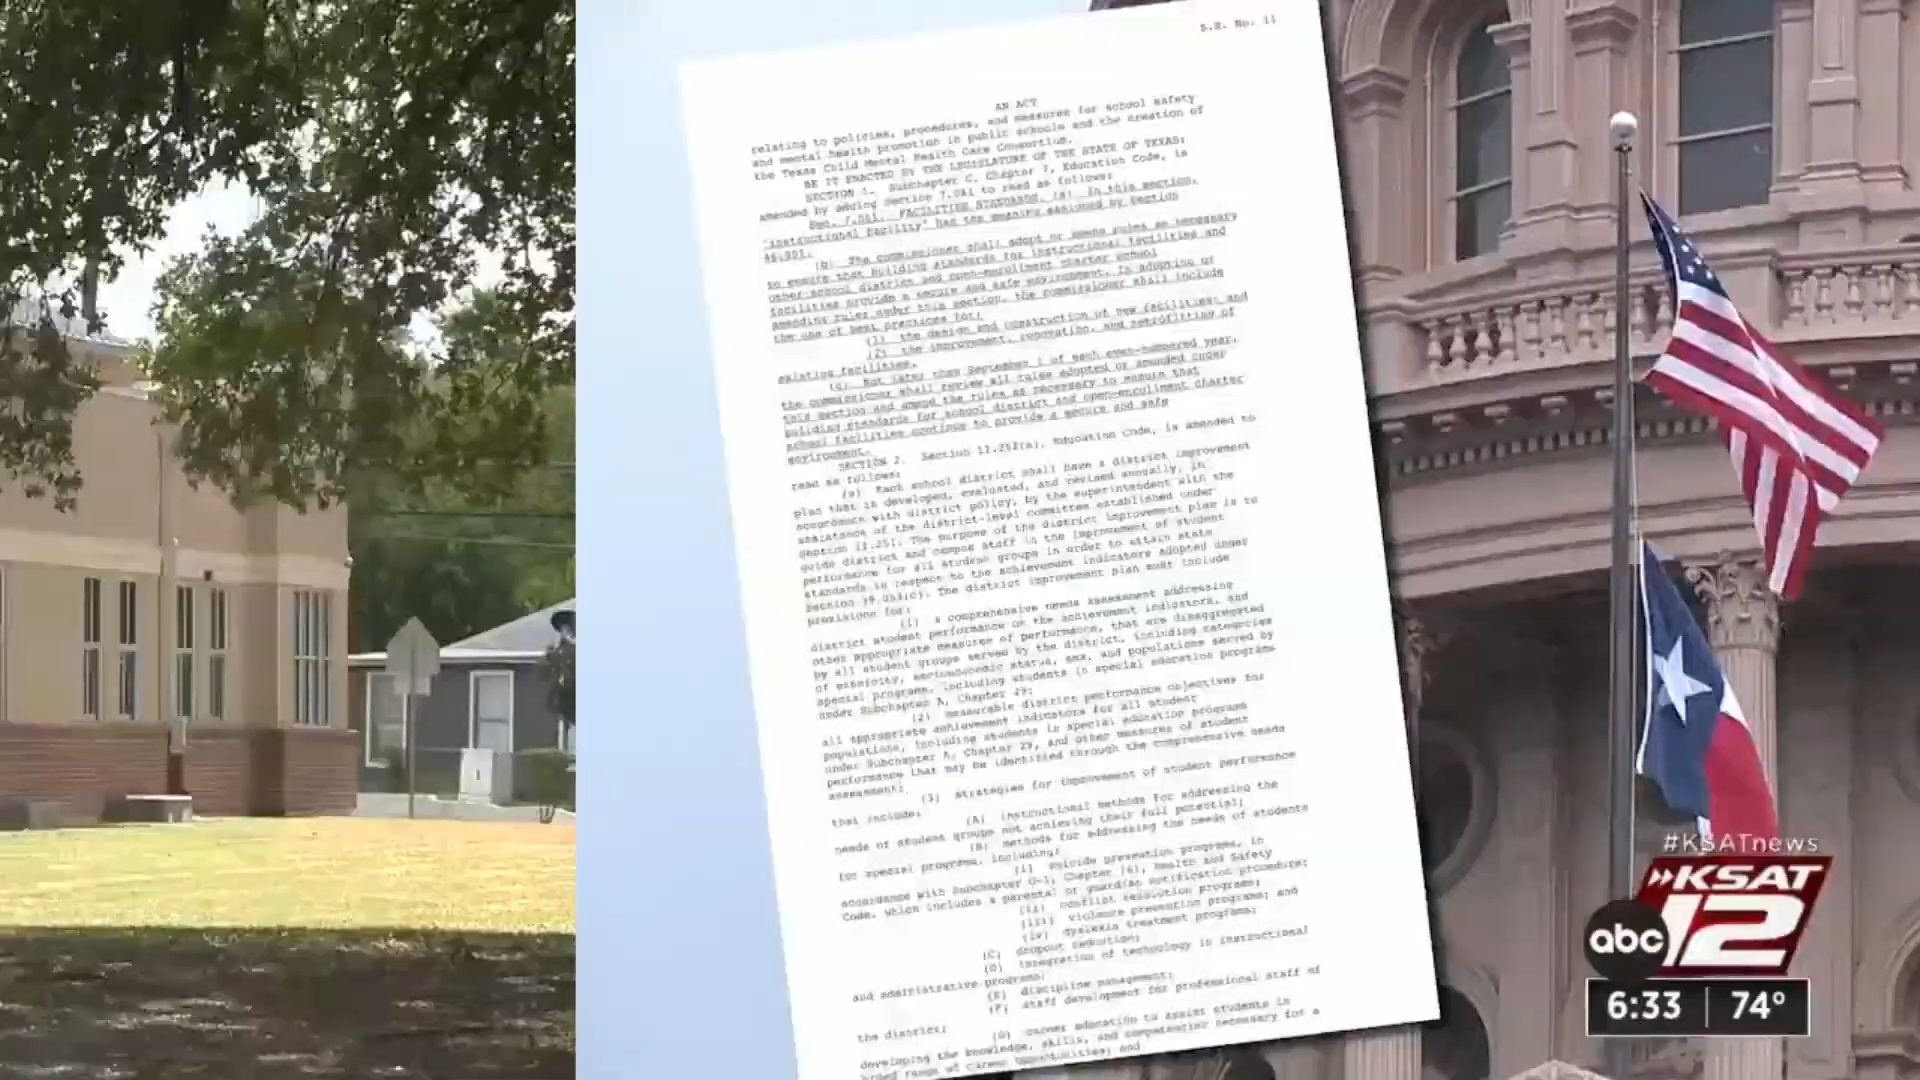 S.B. No. 11
AN ACT
relating to policies, procedures, and measures for school safety
and mental health promotion in public schools and the creation of
the Texas Child Mental Health Care Consortium.
BE IT ENACTED BY THE LEGISLATURE OF THE STATE OF TEXAS:
SECTION 1. Subchapter C, Chapter 7, Education Code, is
amended by adding Section 7.061 to read as follows:
Sec. 7.061. FACILITIES STANDARDS. (a) In this section,
"instructional facility" has the meaning assigned by Section
46.001.
(b) The commissioner shall adopt or amend rules as necessary
to ensure that building standards for instructional facilities and
other school district and open-enrollment charter school
facilities provide a secure and safe environment. In adopting or
amending rules under this section, the commissioner shall include
the use of best practices for:
(1) the design and construction of new facilities; and
(2) the improvement, renovation, and retrofitting of
existing facilities.
(c) Not later than September 1 of each even-numbered year,
the commissioner shall review all rules adopted or amended under
this section and amend the rules as necessary to ensure that
building standards for school district and open-enrollment charter
school facilities continue to provide a secure and safe
environment.
SECTION 2. Section 11.252(a), Education Code, is amended to
read as follows:
(a) Each school district shall have a district improvement
plan that is developed, evaluated, and revised annually, in
accordance with district policy, by the superintendent with the
assistance of the district-level committee established under
Section 11.251. The purpose of the district improvement plan is to
guide district and campus staff in the improvement of student
performance for all student groups in order to attain state
standards in respect to the achievement indicators adopted under
Section 39.053(c). The district improvement plan must include
provisions for:
(1) a comprehensive needs assessment addressing
district student performance on the achievement indicators, and
other appropriate measures of performance, that are disaggregated
by all student groups served by the district, including categories
of ethnicity, socioeconomic status, sex, and populations served by
special programs, including students in special education programs
under Subchapter A, Chapter 29;
(2) measurable district performance objectives for
all appropriate achievement indicators for all student
populations, including students in special education programs
under Subchapter A, Chapter 29, and other measures of student
performance that may be identified through the comprehensive needs
assessment;
(3) strategies for improvement of student performance
that include:
(A) instructional methods for addressing the
needs of student groups not achieving their full potential;
(B) methods for addressing the needs of students
for special programs, including:
(i) suicide prevention programs, in
accordance with Subchapter G-1, Chapter 161, Health and Safety
Code, which includes a parental or guardian notification procedure;
(ii) conflict resolution programs;
(iii) violence prevention programs; and
(iv) dyslexia treatment programs;
(C) dropout reduction;
(D) integration of technology in instructional
and administrative programs;
(E) discipline management;
(F) staff development for professional staff of
the district;
(G) career education to assist students in
developing the knowledge, skills, and competencies necessary for a
broad range of career opportunities; and
#KSATnews
KSAT
abc 12
6:33 74°